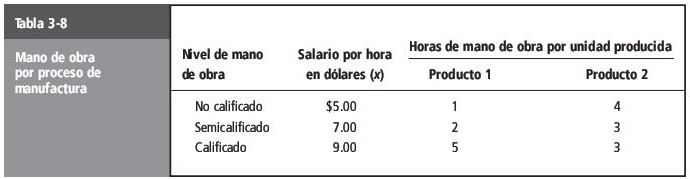 Tabla 3-8
Mano de obra
por proceso de
manufactura
Nivel de mano
de obra
Salario por hora
en dólares (x)
Horas de mano de obra por unidad producida
Producto 1 Producto 2
No calificado $5.00 1 4
Semicalificado 7.00 2 3
Calificado 9.00 5 3